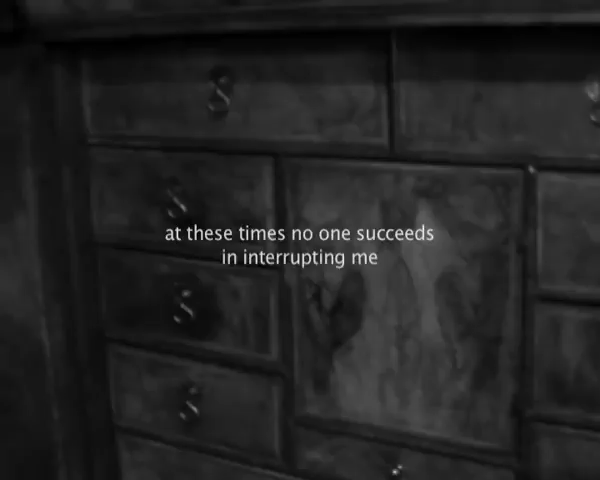 at these times no one succeeds
in interrupting me